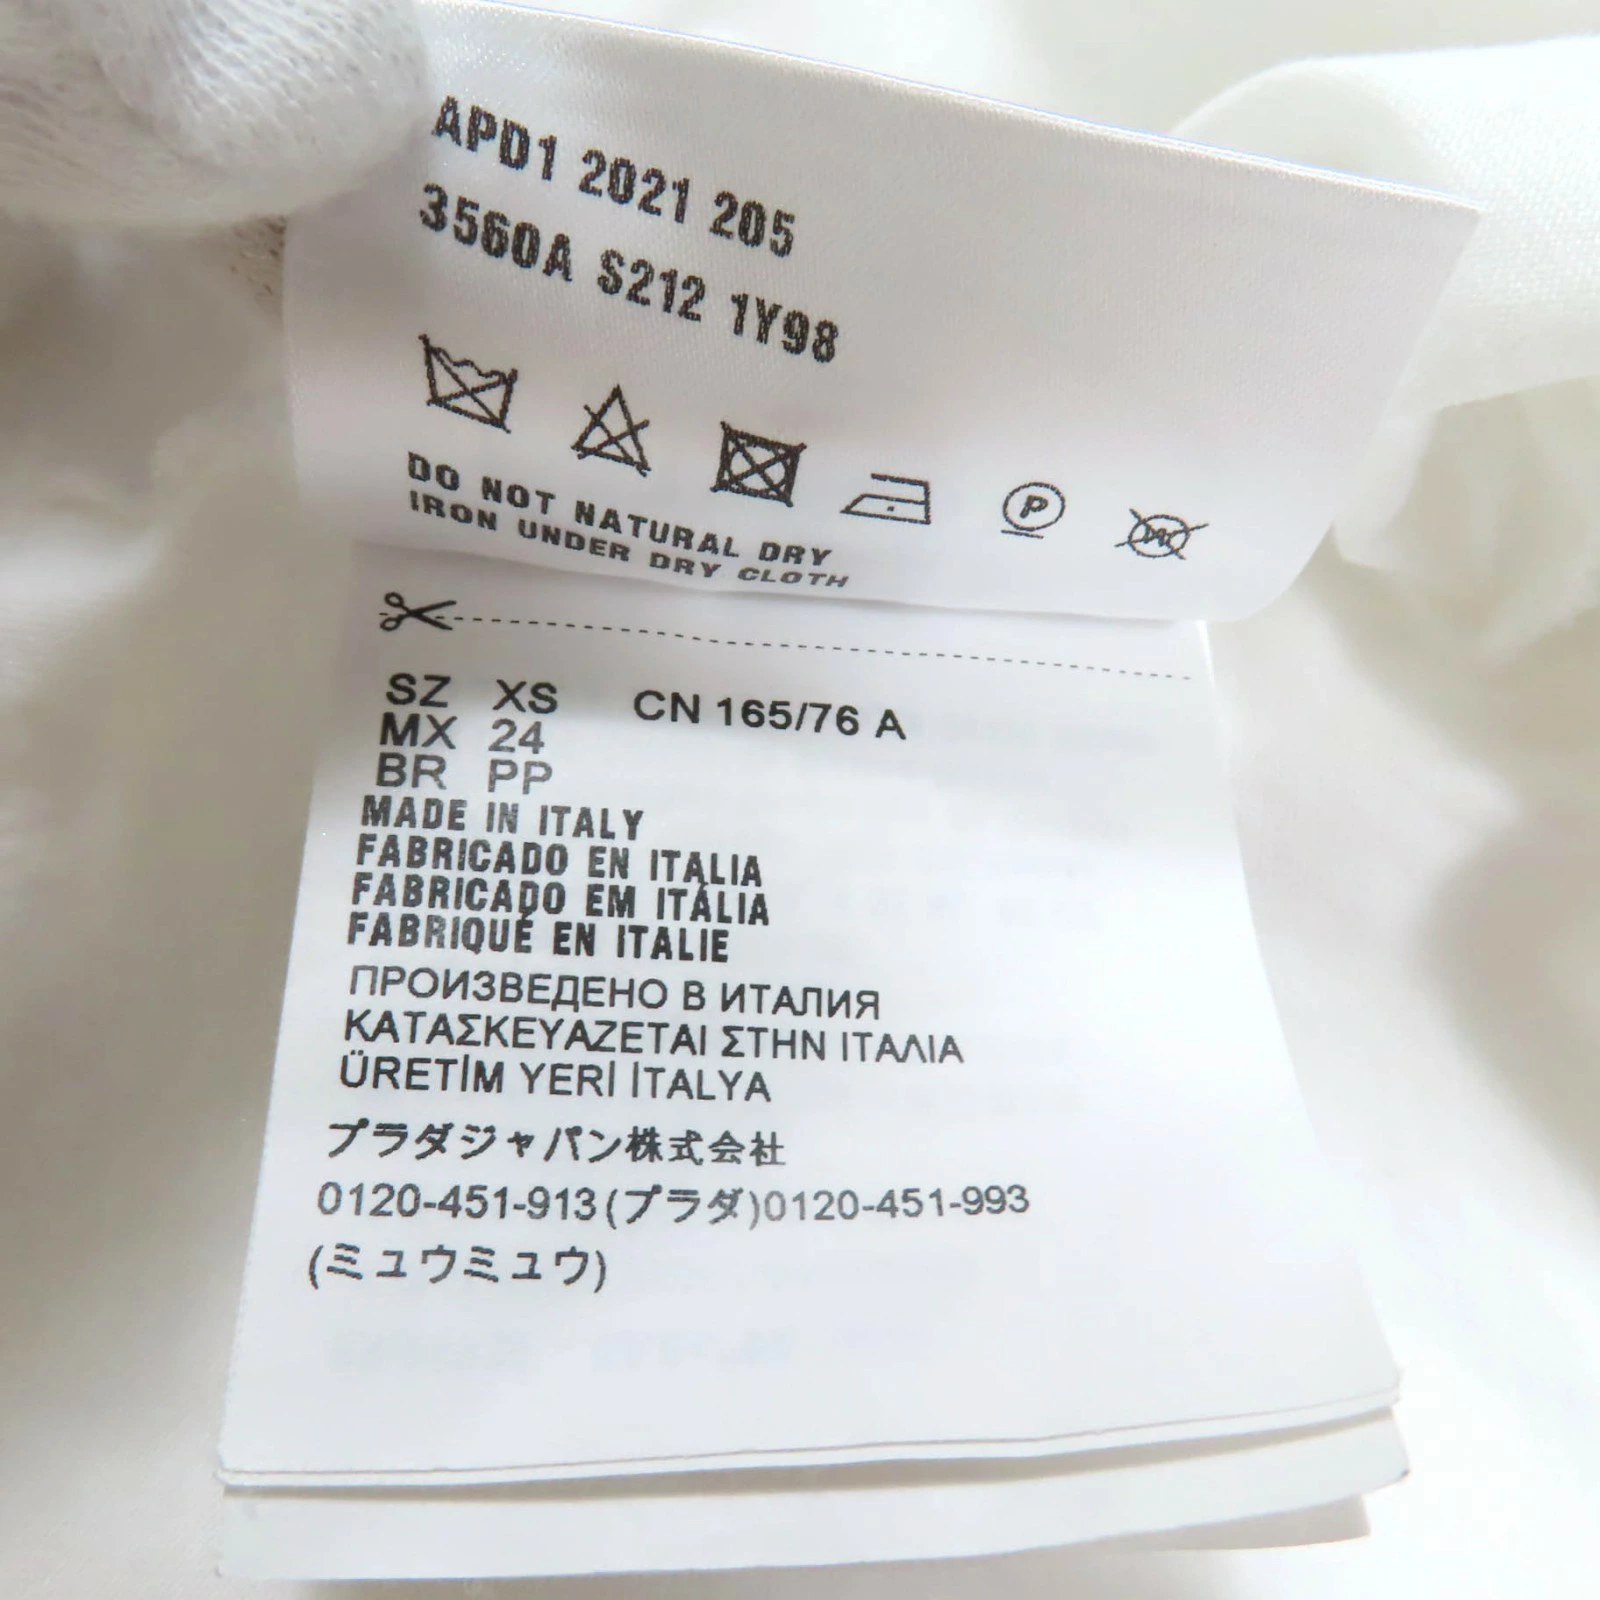 APD1 2021 205
3560A S212 1Y98
P
DO NOT NATURAL DRY
IRON UNDER DRY CLOTH
SZ XS CN 165/76 A
MX 24
BR PP
MADE IN ITALY
FABRICADO EN ITALIA
FABRICADO EM ITÁLIA
FABRIQUÉ EN ITALIE
ПРОИЗВЕДЕНО В ИТАЛИЯ
ΚΑΤΑΣΚΕΥΑΖΕΤΑΙ ΣΤΗΝ ΙΤΑΛΙΑ
ÜRETİM YERİ İTALYA
プラダジャパン株式会社
0120-451-913(プラダ)0120-451-993
(ミュウミュウ)